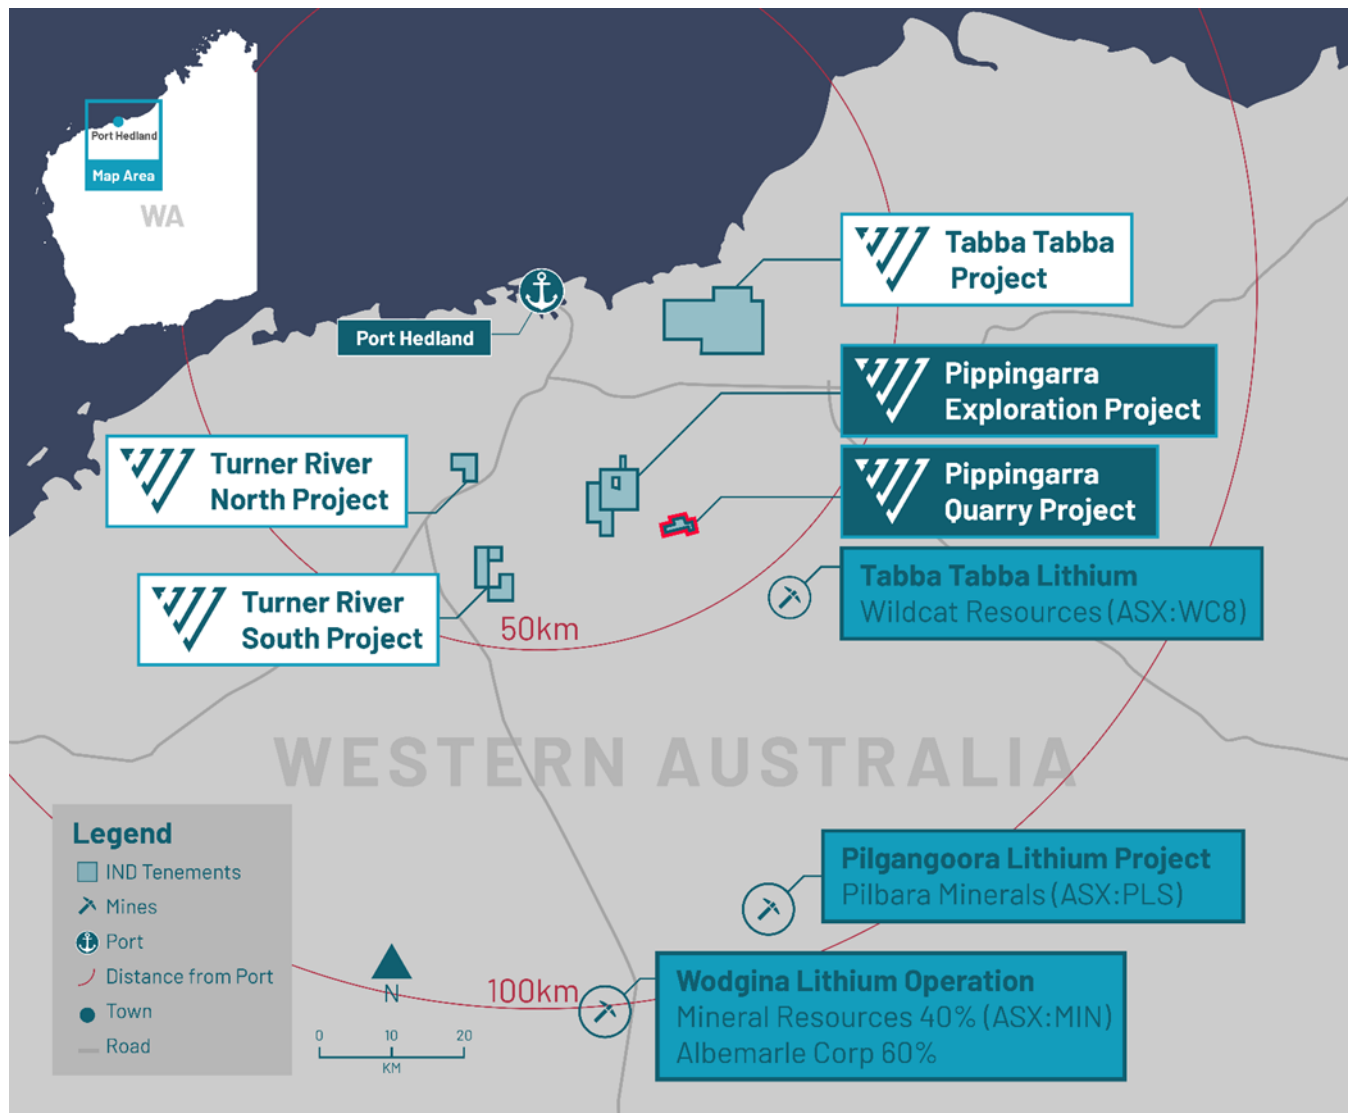 Port Hedland
Map Area
WA
Tabba Tabba
Project
Port Hedland
Pippingarra
Exploration Project
Turner River
North Project
Pippingarra
Quarry Project
Tabba Tabba Lithium
Wildcat Resources (ASX:WC8)
Turner River
South Project
50km
WESTERN AUSTRALIA
Legend
IND Tenements
Mines
Port
Distance from Port
Town
Road
Pilgangoora Lithium Project
Pilbara Minerals (ASX:PLS)
N
100km
Wodgina Lithium Operation
Mineral Resources 40% (ASX:MIN)
Albemarle Corp 60%
0 10 20
KM